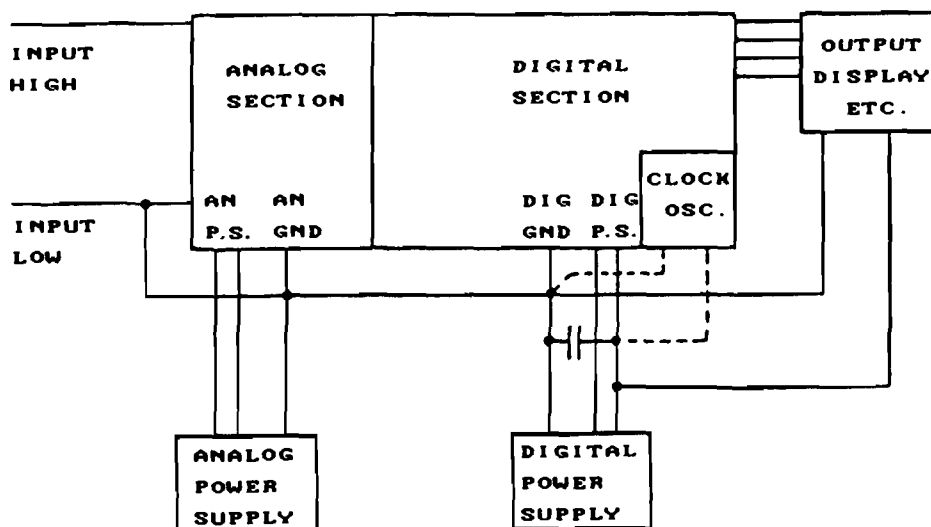 INPUT
HIGH
ANALOG
SECTION
DIGITAL
SECTION
OUTPUT
DISPLAY
ETC.
INPUT
LOW
AN
P.S.
AN
GND
DIG
GND
DIG
P.S.
CLOCK
OSC.
ANALOG
POWER
SUPPLY
DIGITAL
POWER
SUPPLY